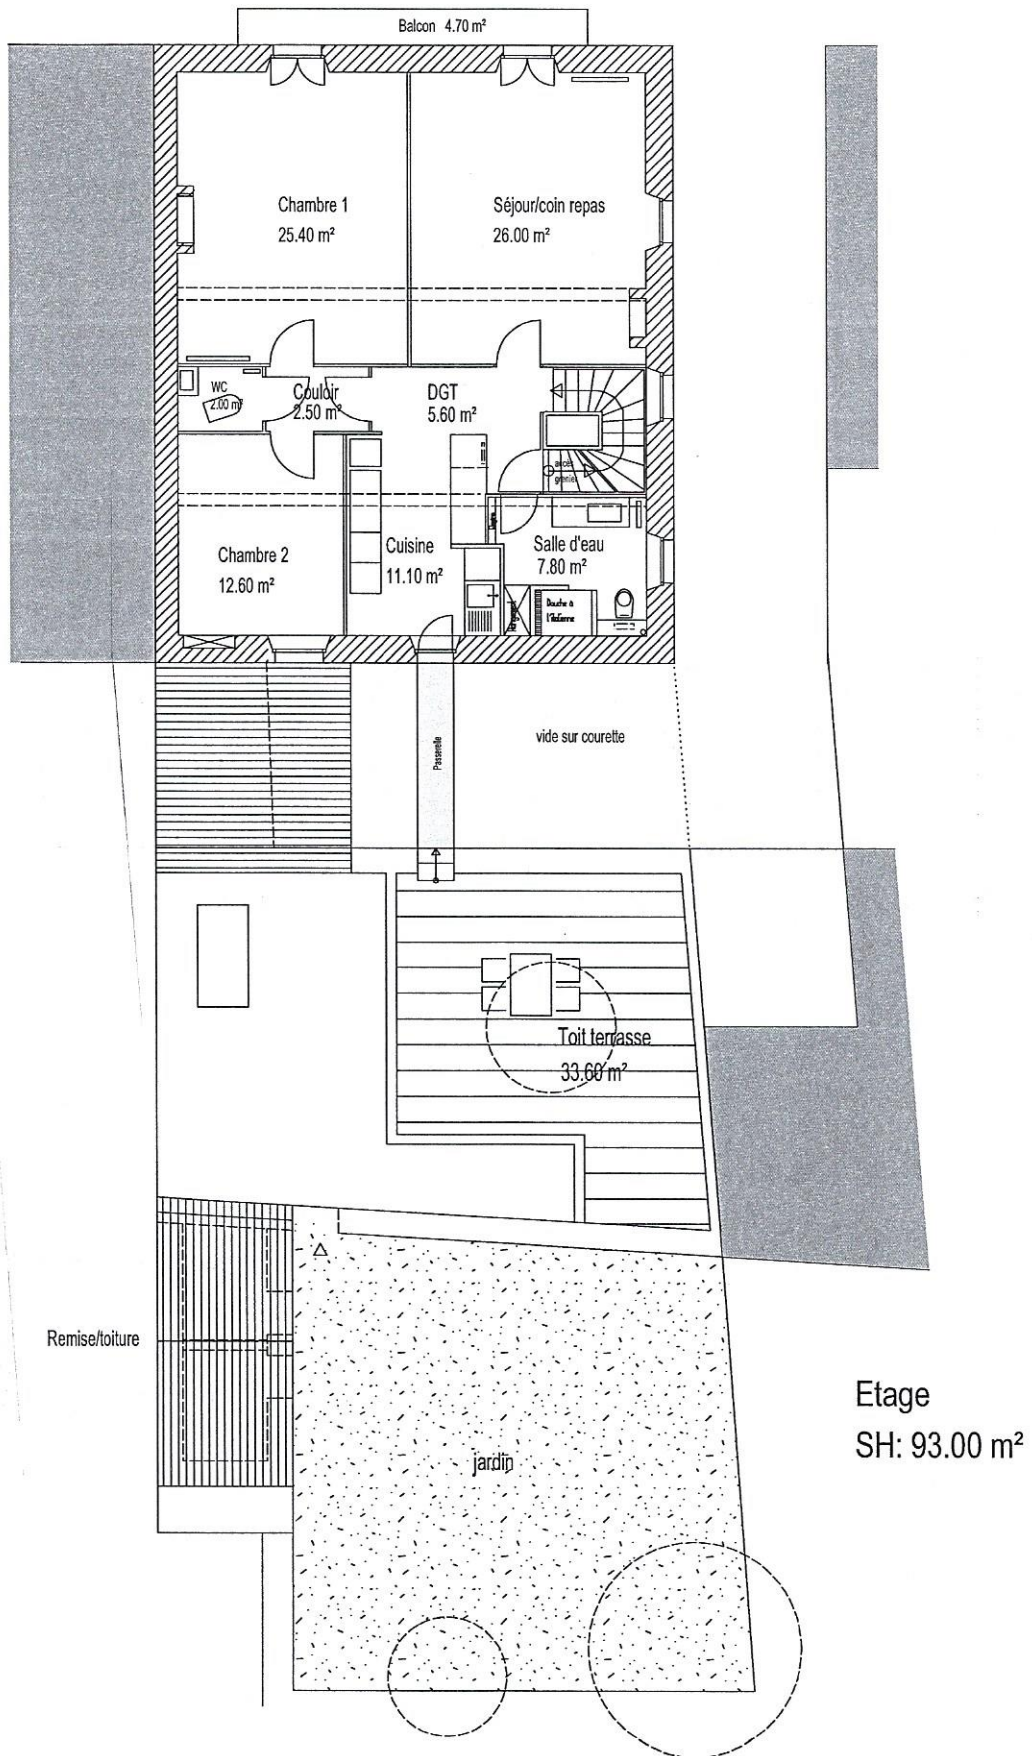 Balcon 4.70 m²
Chambre 1
25.40 m²
Séjour/coin repas
26.00 m²
WC
2.00 m²
Couloir
2.50 m²
DGT
5.60 m²
accès
grenier
Chambre 2
12.60 m²
Cuisine
11.10 m²
Salle d'eau
7.80 m²
Douche à
l'italienne
Passerelle
vide sur courette
Toit terrasse
33.60 m²
Remise/toiture
jardin
Etage
SH: 93.00 m²